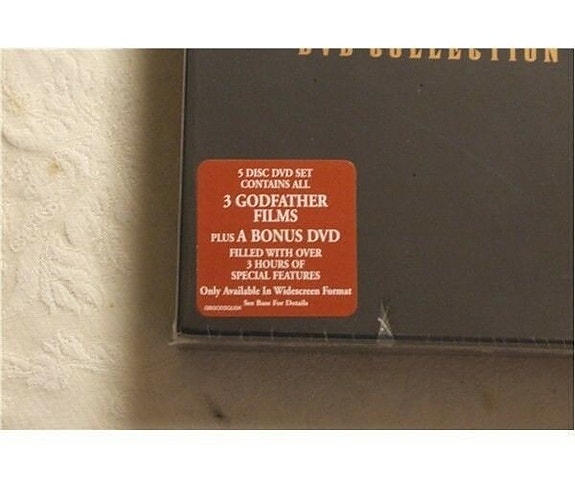 DVD COLLECTION
5 DISC DVD SET
CONTAINS ALL
3 GODFATHER
FILMS
PLUS A BONUS DVD
FILLED WITH OVER
3 HOURS OF
SPECIAL FEATURES
Only Available In Widescreen Format
See Base For Details